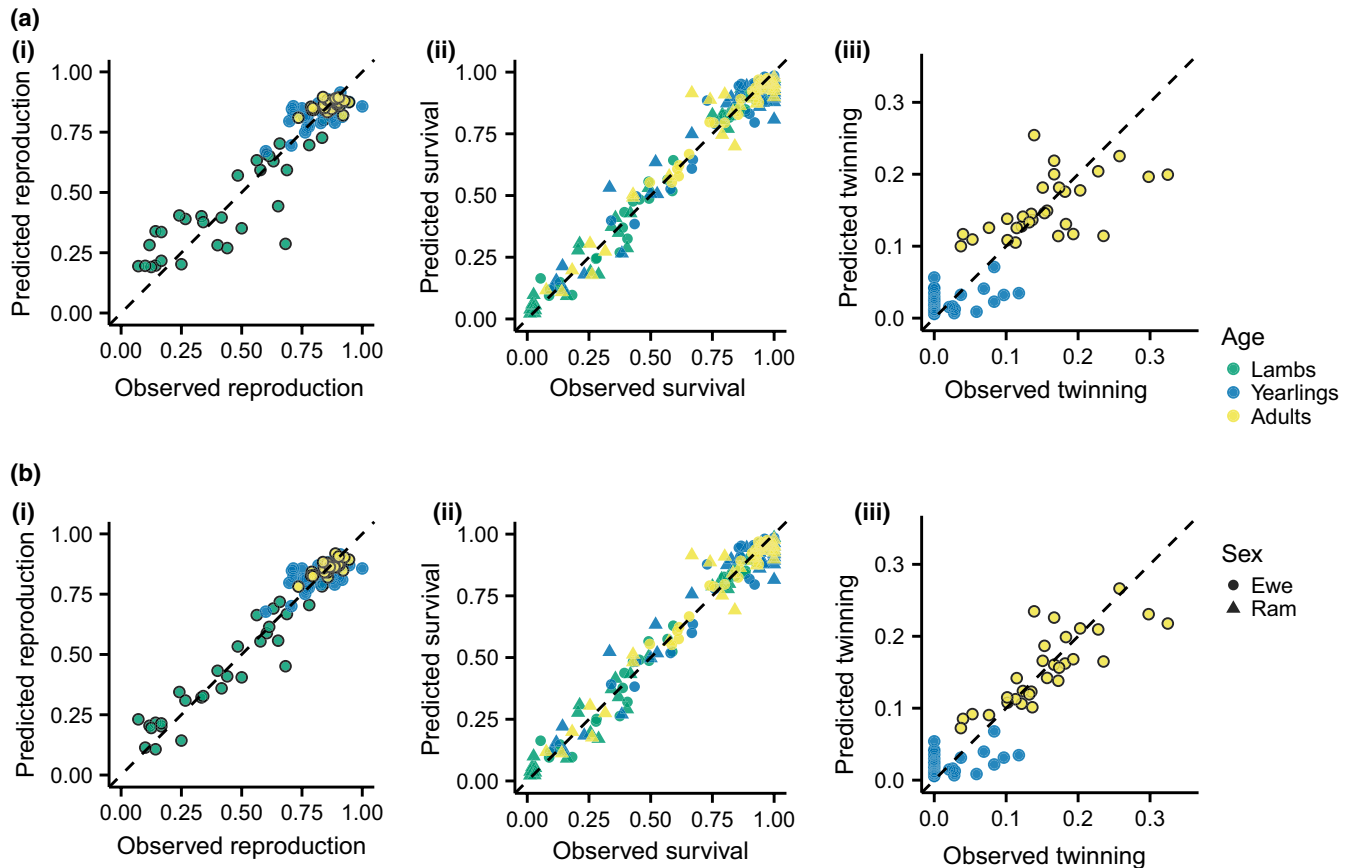 (a)
(i)
Predicted reproduction
1.00
0.75
0.50
0.25
0.00
0.00 0.25 0.50 0.75 1.00
Observed reproduction
(ii)
Predicted survival
1.00
0.75
0.50
0.25
0.00
0.00 0.25 0.50 0.75 1.00
Observed survival
(iii)
Predicted twinning
0.3
0.2
0.1
0.0
0.0 0.1 0.2 0.3
Observed twinning
Age
Lambs
Yearlings
Adults
(b)
(i)
Predicted reproduction
1.00
0.75
0.50
0.25
0.00
0.00 0.25 0.50 0.75 1.00
Observed reproduction
(ii)
Predicted survival
1.00
0.75
0.50
0.25
0.00
0.00 0.25 0.50 0.75 1.00
Observed survival
(iii)
Predicted twinning
0.3
0.2
0.1
0.0
0.0 0.1 0.2 0.3
Observed twinning
Sex
Ewe
Ram